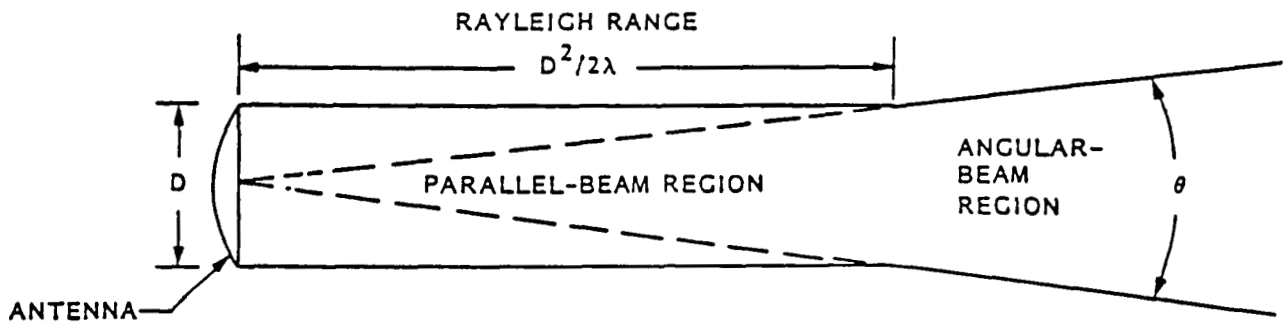 RAYLEIGH RANGE
D²/2λ
D
PARALLEL-BEAM REGION
ANGULAR-
BEAM
REGION
θ
ANTENNA